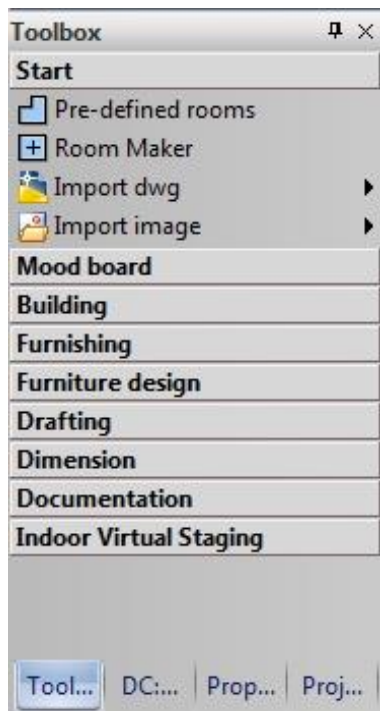 Toolbox
Start
Pre-defined rooms
Room Maker
Import dwg
Import image
Mood board
Building
Furnishing
Furniture design
Drafting
Dimension
Documentation
Indoor Virtual Staging
Tool... DC:... Prop... Proj...